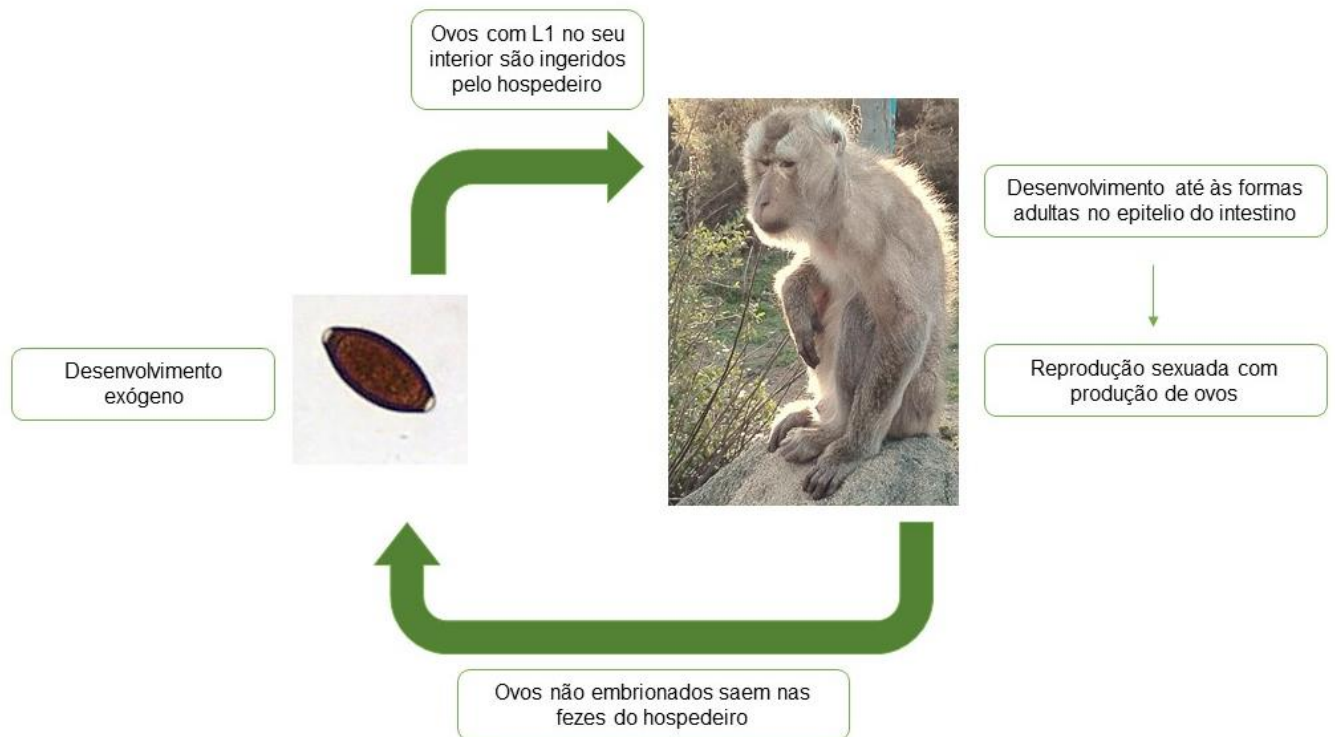 Ovos com L1 no seu
interior são ingeridos
pelo hospedeiro
Desenvolvimento até às formas
adultas no epitelio do intestino
Desenvolvimento
exógeno
Reprodução sexuada com
produção de ovos
Ovos não embrionados saem nas
fezes do hospedeiro